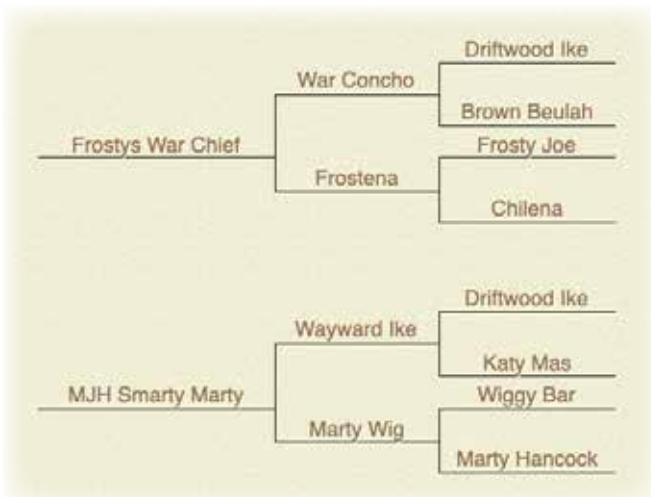 Driftwood Ike
War Concho
Brown Beulah
Frostys War Chief
Frosty Joe
Frostena
Chilena
Driftwood Ike
Wayward Ike
Katy Mas
MJH Smarty Marty
Wiggy Bar
Marty Wig
Marty Hancock